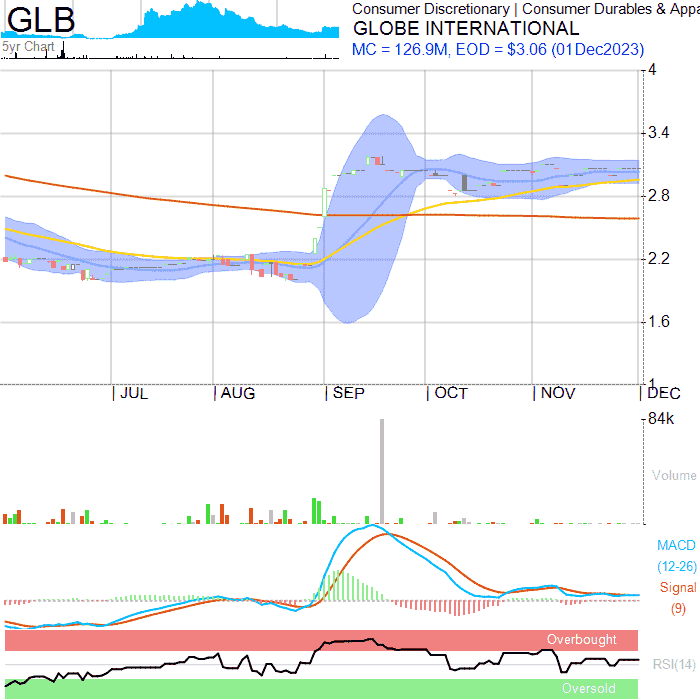 GLB
5yr Chart
Consumer Discretionary | Consumer Durables & Appa
GLOBE INTERNATIONAL
MC = 126.9M, EOD = $3.06 (01Dec2023)
4
3.4
2.8
2.2
1.6
1
JUL AUG SEP OCT NOV DEC
84k
Volume
MACD
(12-26)
Signal
(9)
Overbought
RSI(14)
Oversold